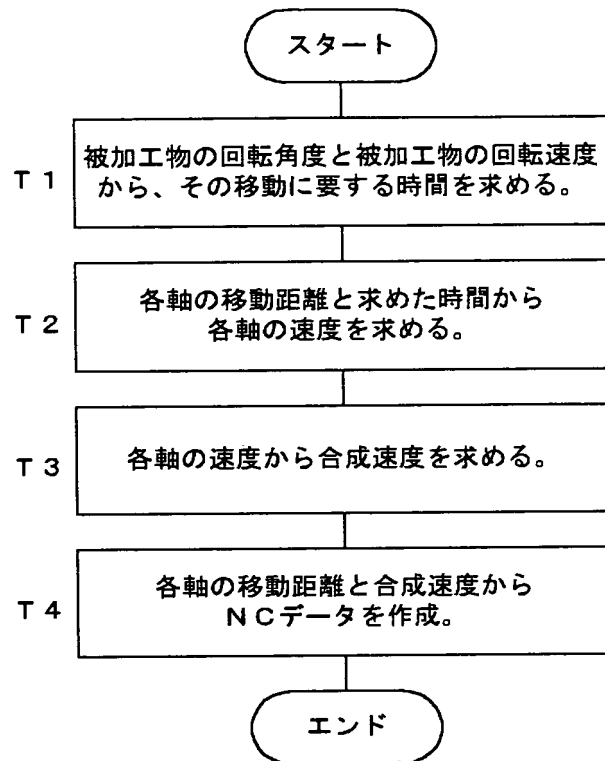 スタート
T1
被加工物の回転角度と被加工物の回転速度
から、その移動に要する時間を求める。
T2
各軸の移動距離と求めた時間から
各軸の速度を求める。
T3
各軸の速度から合成速度を求める。
T4
各軸の移動距離と合成速度から
NCデータを作成。
エンド